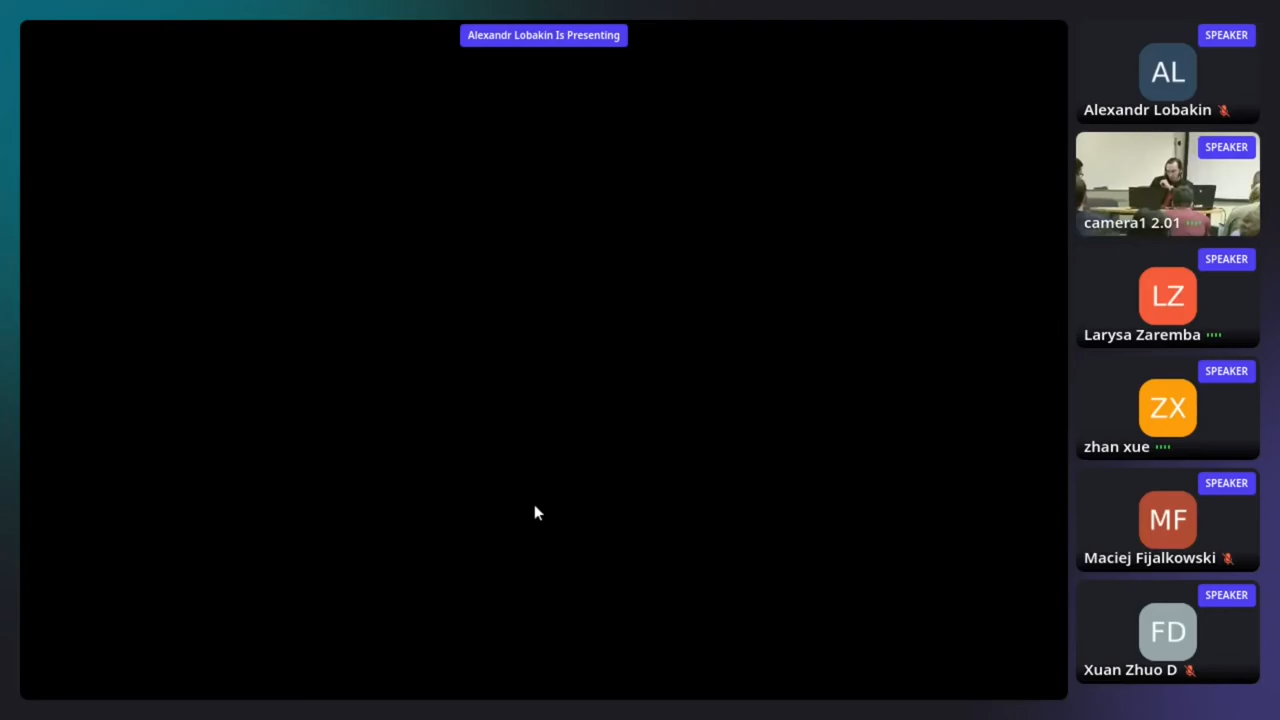 Alexandr Lobakin Is Presenting
SPEAKER
AL
Alexandr Lobakin
SPEAKER
camera1 2.01
SPEAKER
LZ
Larysa Zaremba
SPEAKER
ZX
zhan xue
SPEAKER
MF
Maciej Fijalkowski
SPEAKER
FD
Xuan Zhuo D